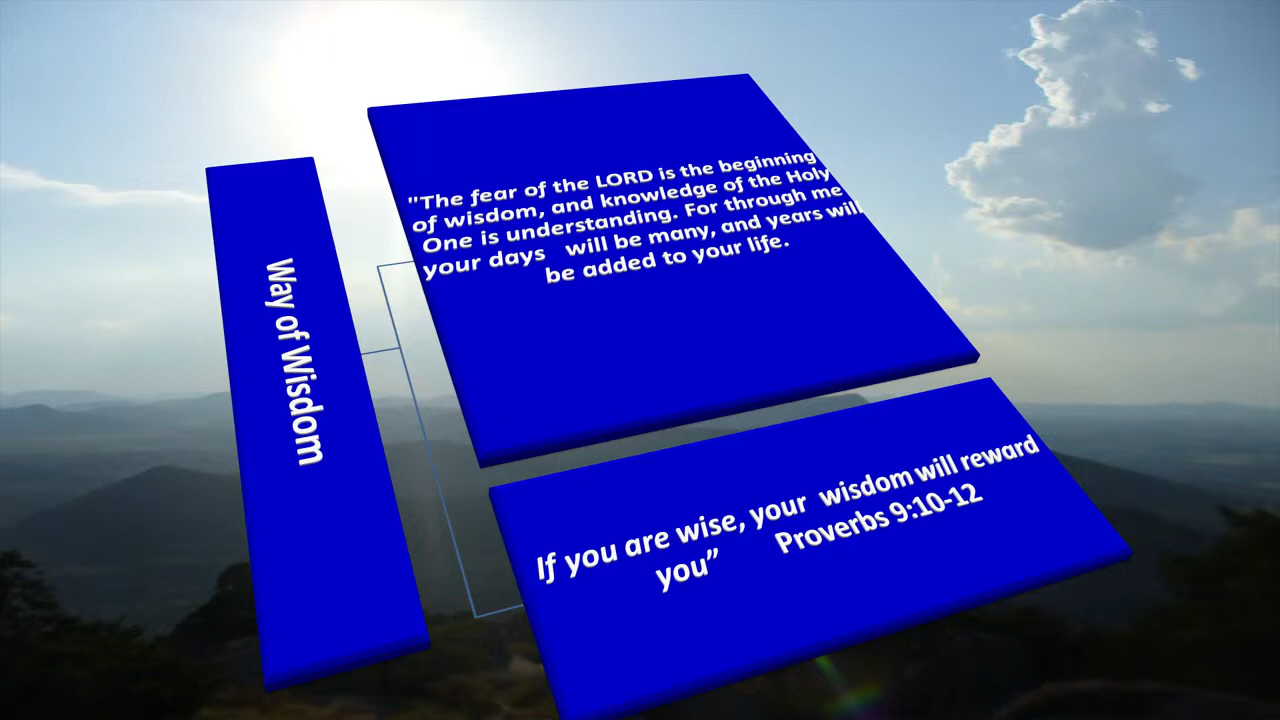 Way of Wisdom
"The fear of the LORD is the beginning
of wisdom, and knowledge of the Holy
One is understanding. For through me
your days will be many, and years will
be added to your life.
If you are wise, your wisdom will reward
you” Proverbs 9:10-12